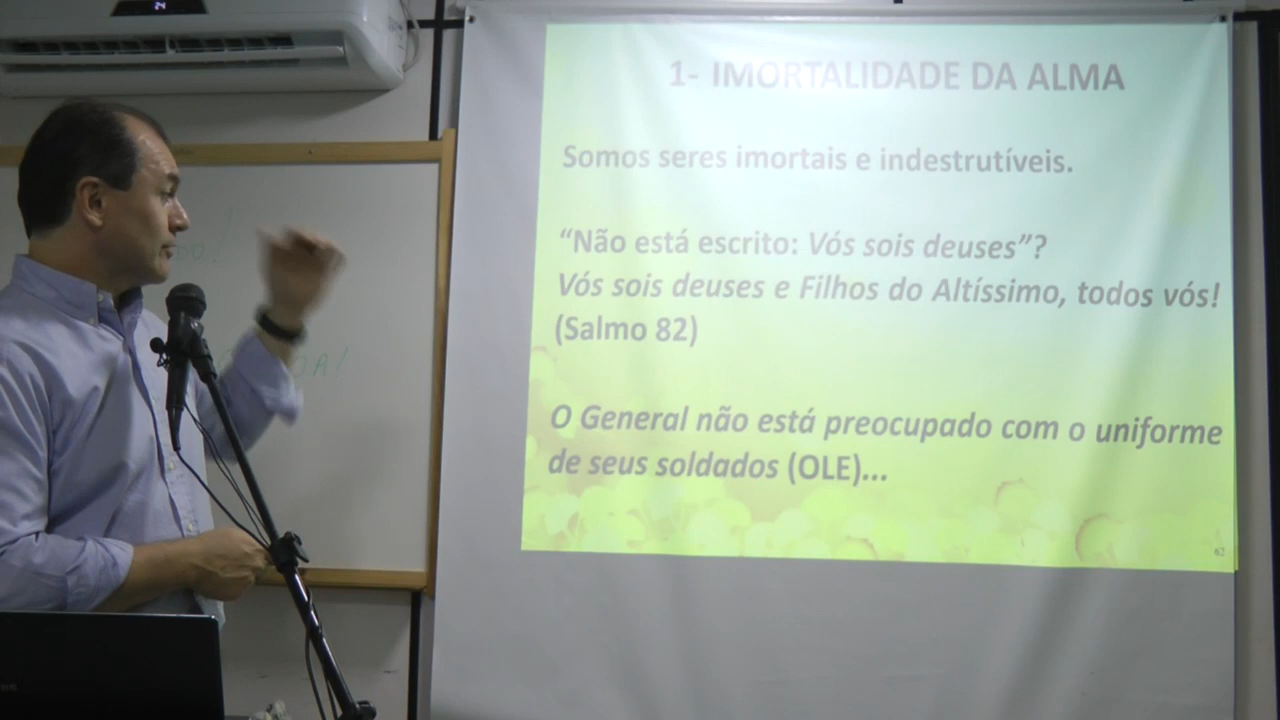 24
1- IMORTALIDADE DA ALMA
Somos seres imortais e indestrutíveis.
“Não está escrito: Vós sois deuses”?
Vós sois deuses e Filhos do Altíssimo, todos vós!
(Salmo 82)
O General não está preocupado com o uniforme
de seus soldados (OLE)...